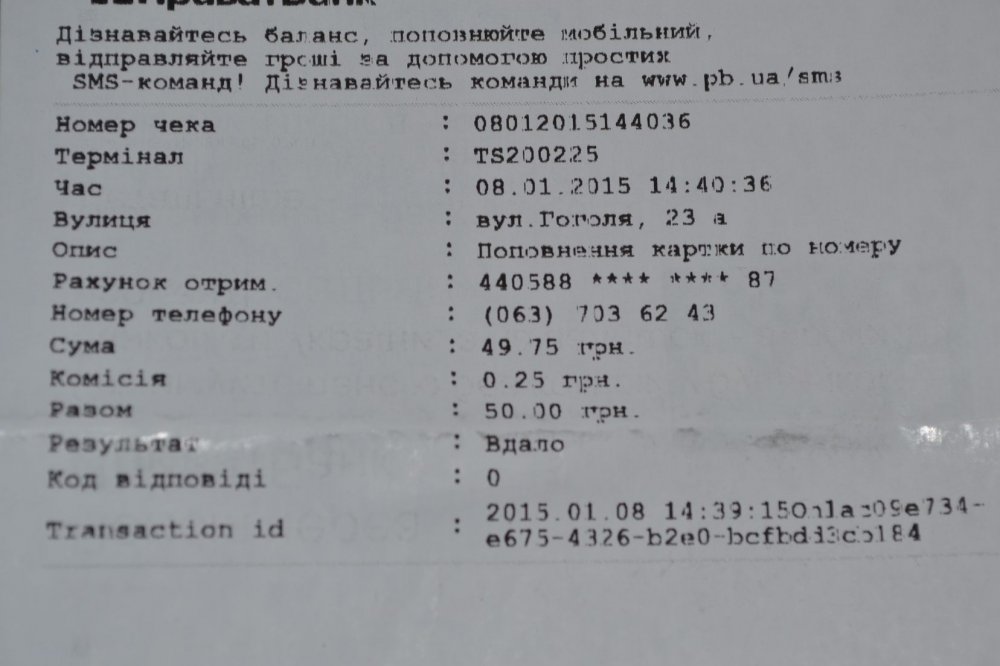 ПриватБанк
Дізнавайтесь баланс, поповнюйте мобільний,
відправляйте гроші за допомогою простих
SMS-команд! Дізнавайтесь команди на www.pb.ua/sms
Номер чека : 08012015144036
Термінал : TS200225
Час : 08.01.2015 14:40:36
Вулиця : вул.Гоголя, 23 а
Опис : Поповнення картки по номеру
Рахунок отрим. : 440588 **** **** 87
Номер телефону : (063) 703 62 43
Сума : 49.75 грн.
Комісія : 0.25 грн.
Разом : 50.00 грн.
Результат : Вдало
Код відповіді : 0
Transaction id : 2015.01.08
e675-4326-b2e0-